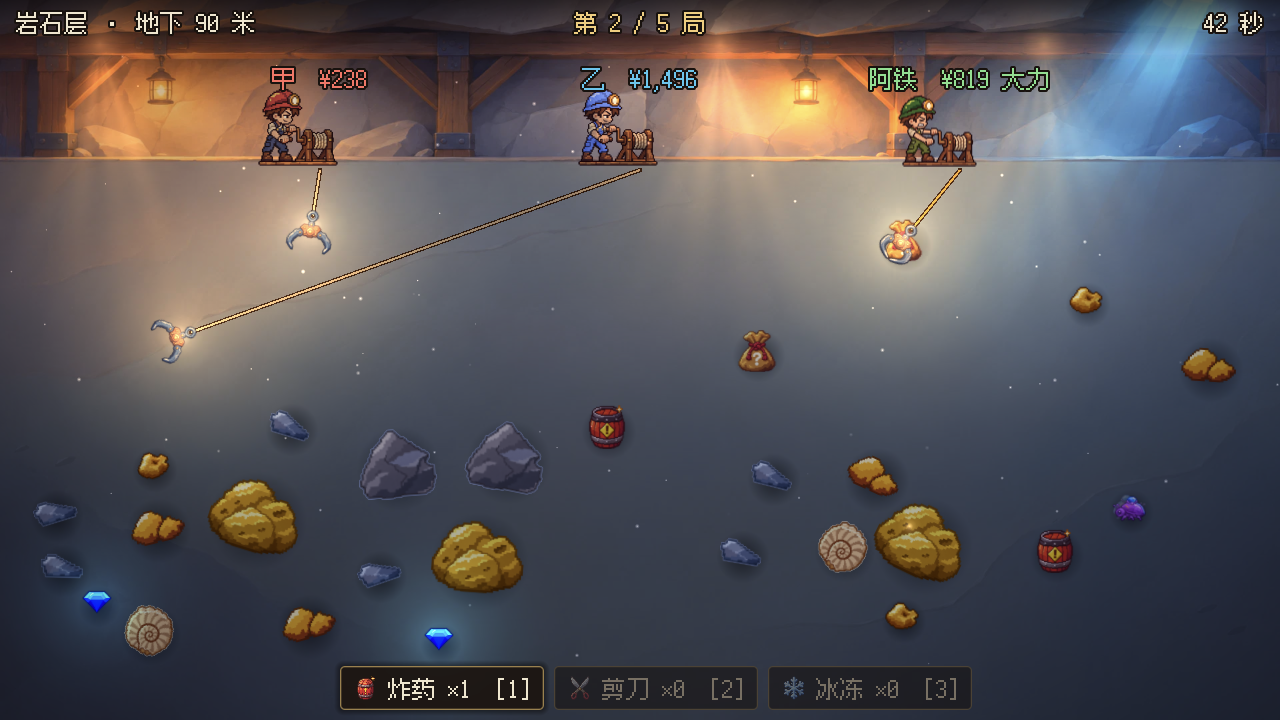 岩石层 · 地下 90 米
第 2 / 5 局
42 秒
甲 ¥238
乙 ¥1,496
阿铁 ¥819 大力
?
!
!
炸药 ×1 [1]
剪刀 ×0 [2]
冰冻 ×0 [3]